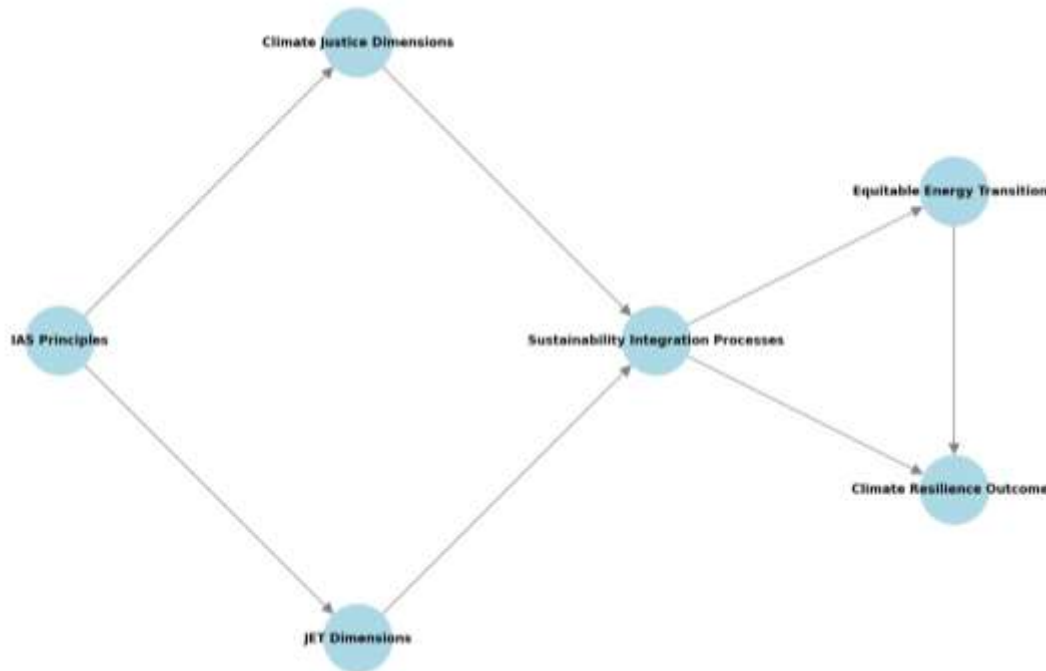 Climate Justice Dimensions
Equitable Energy Transition
IAS Principles
Sustainability Integration Processes
Climate Resilience Outcome
JET Dimensions